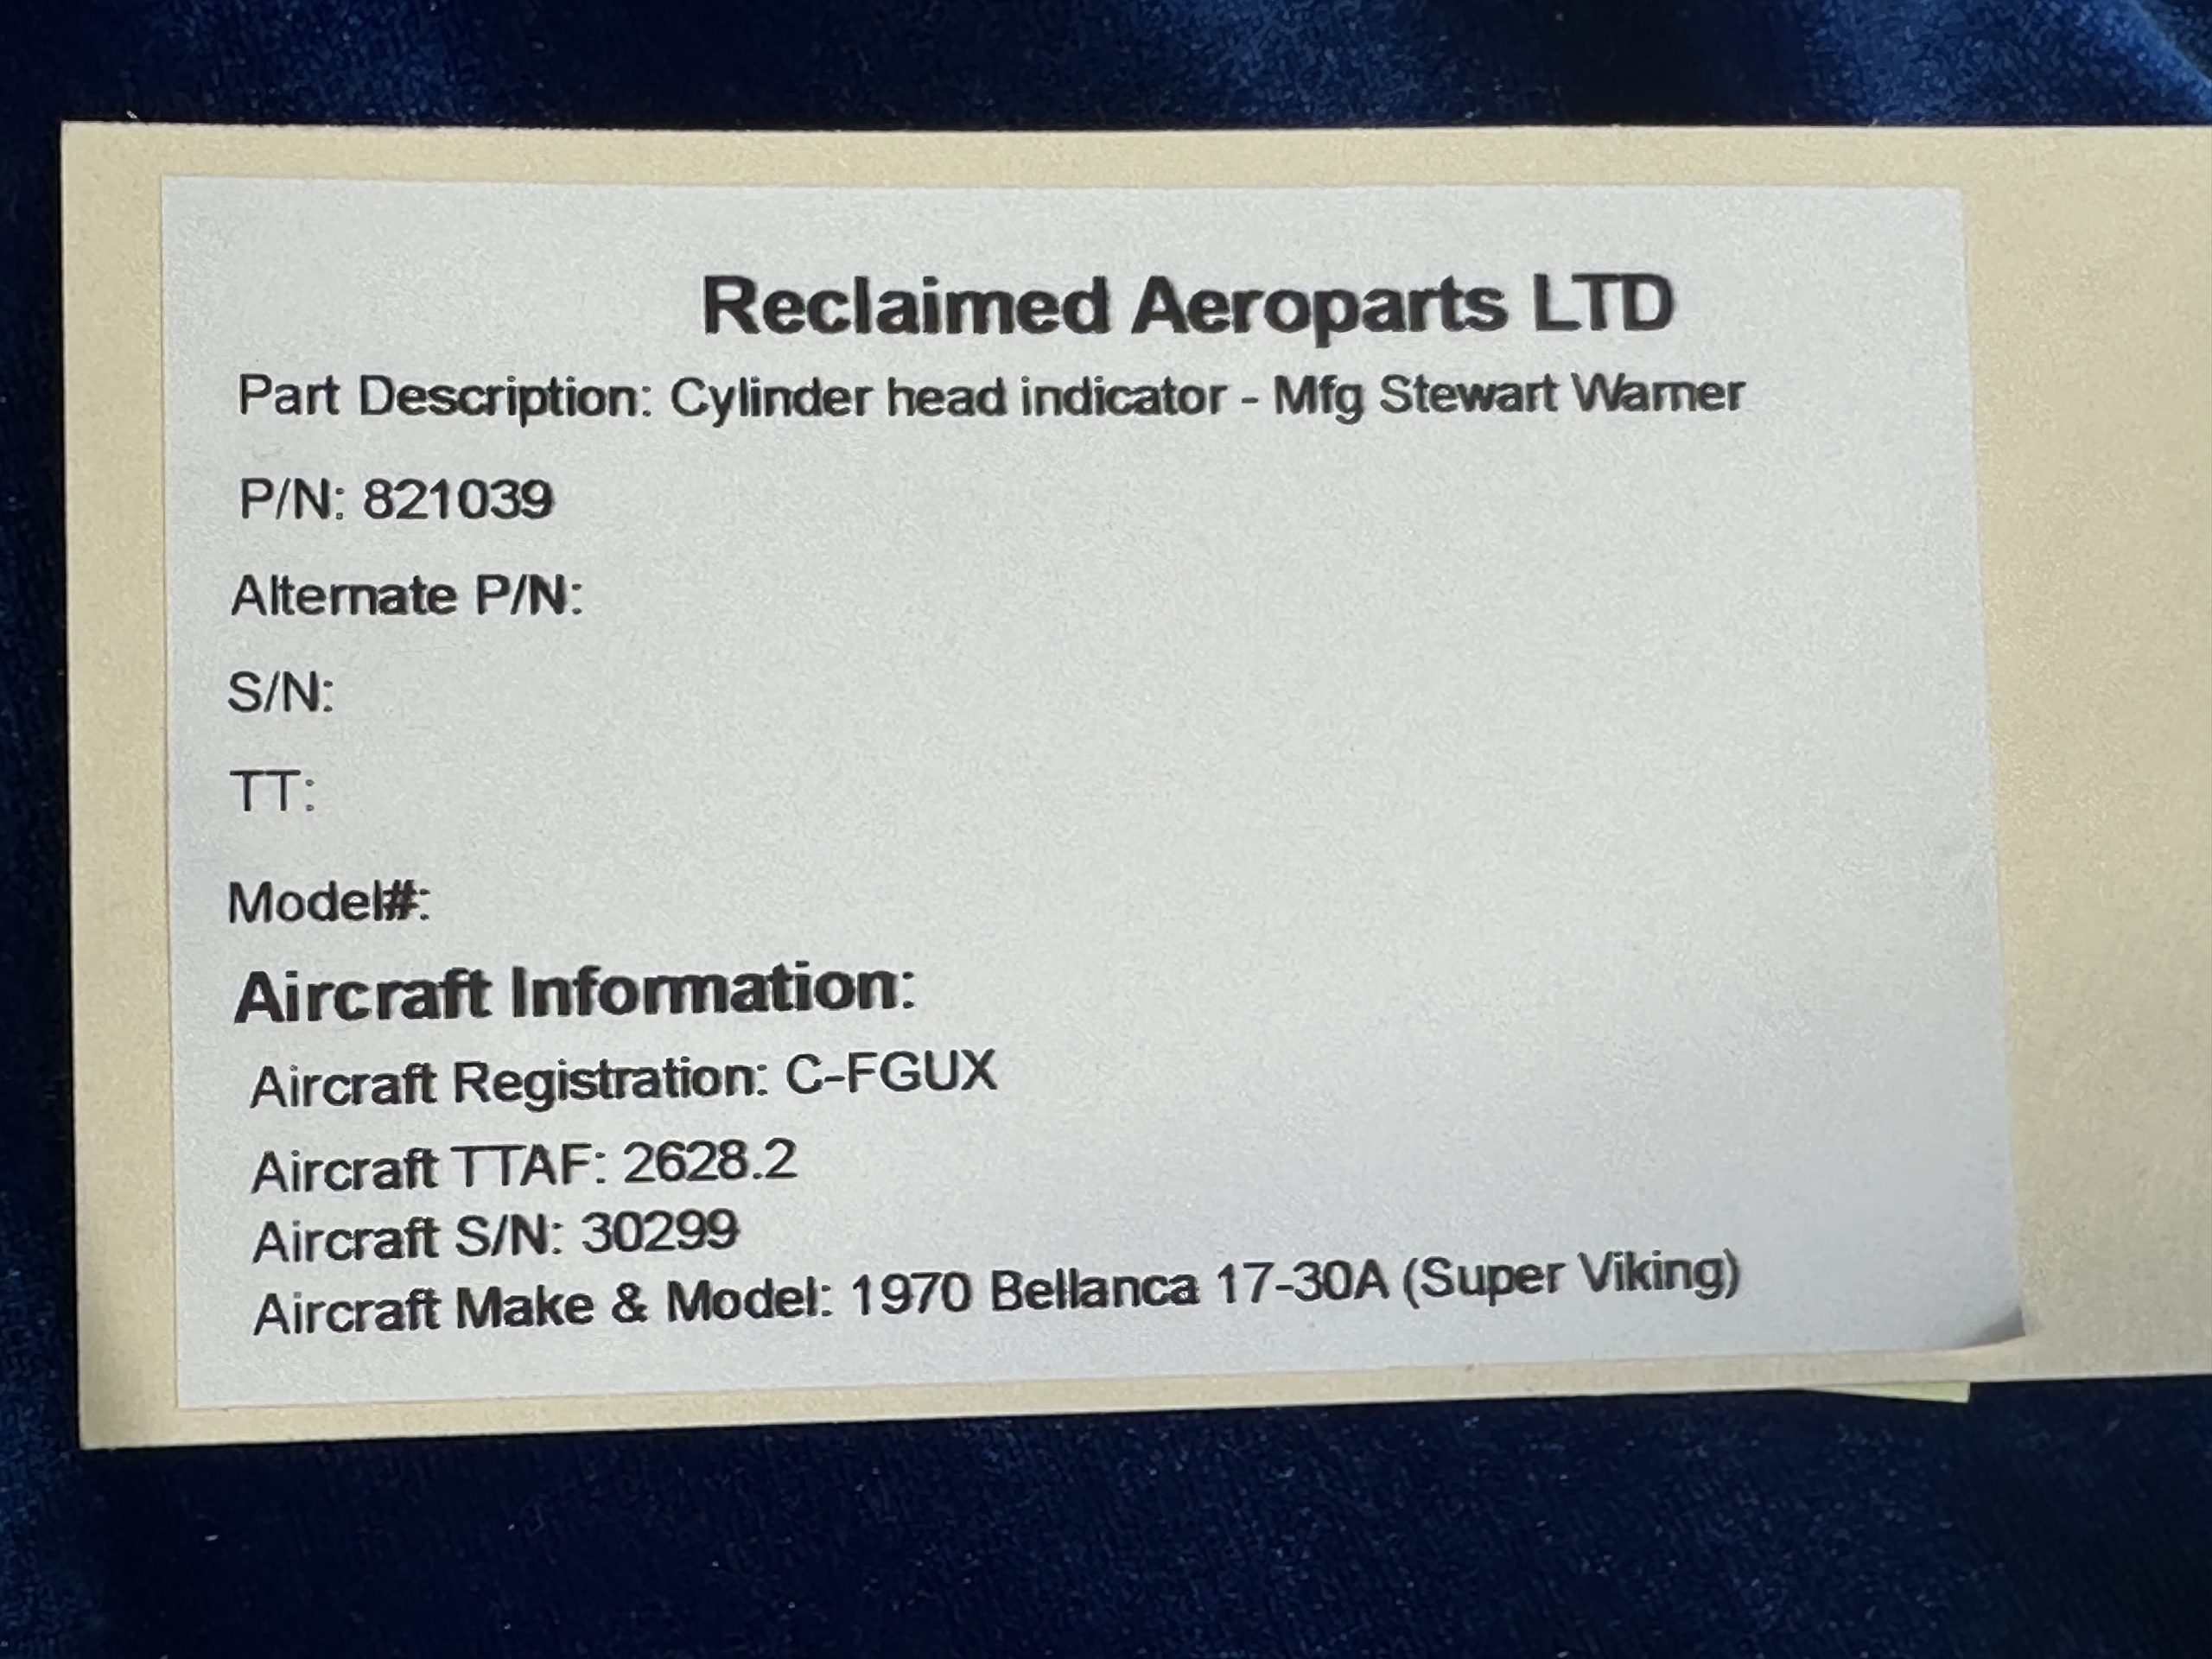 Reclaimed Aeroparts LTD
Part Description: Cylinder head indicator - Mfg Stewart Warner
P/N: 821039
Alternate P/N:
S/N:
TT:
Model#:
Aircraft Information:
Aircraft Registration: C-FGUX
Aircraft TTAF: 2628.2
Aircraft S/N: 30299
Aircraft Make & Model: 1970 Bellanca 17-30A (Super Viking)